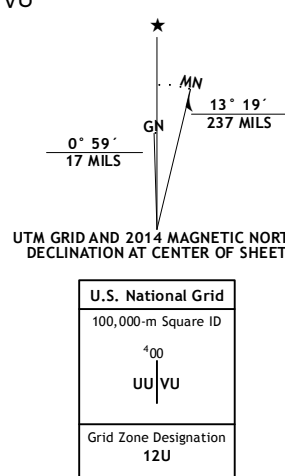 VU
MN
GN
13° 19´
237 MILS
0° 59´
17 MILS
UTM GRID AND 2014 MAGNETIC NORT
DECLINATION AT CENTER OF SHEET
U.S. National Grid
100,000-m Square ID
⁴00
UU VU
Grid Zone Designation
12U